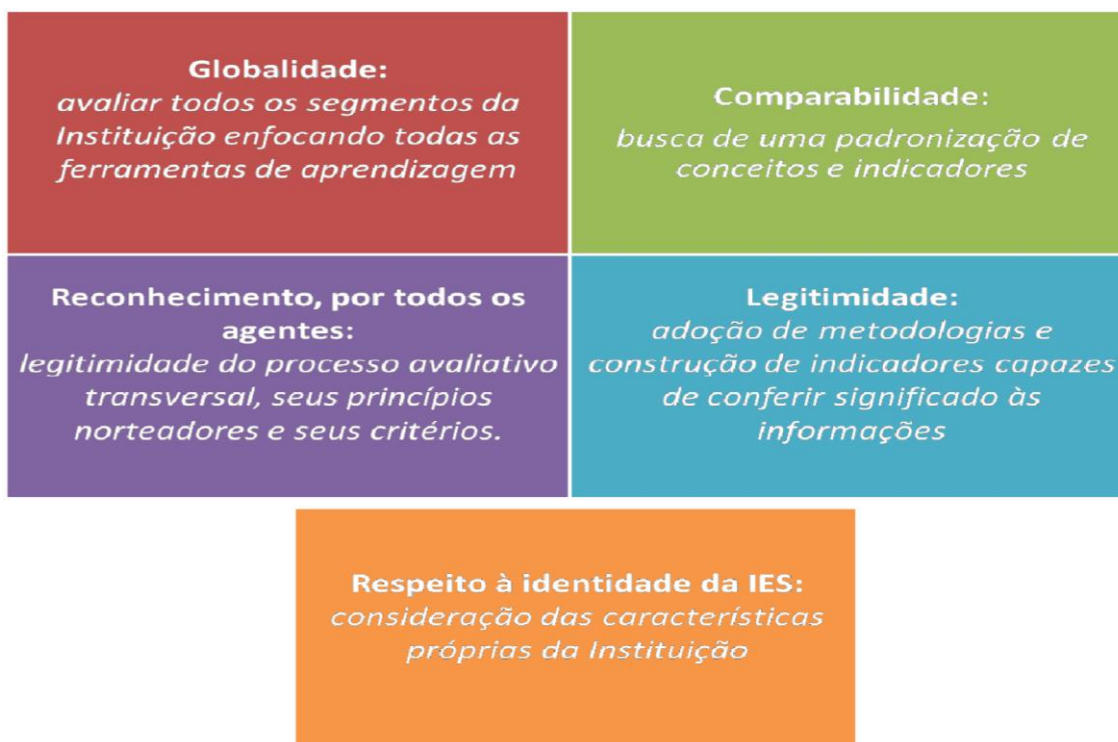 Globalidade:
avaliar todos os segmentos da
Instituição enfocando todas as
ferramentas de aprendizagem
Comparabilidade:
busca de uma padronização de
conceitos e indicadores
Reconhecimento, por todos os
agentes:
legitimidade do processo avaliativo
transversal, seus princípios
norteadores e seus critérios.
Legitimidade:
adoção de metodologias e
construção de indicadores capazes
de conferir significado às
informações
Respeito à identidade da IES:
consideração das características
próprias da Instituição